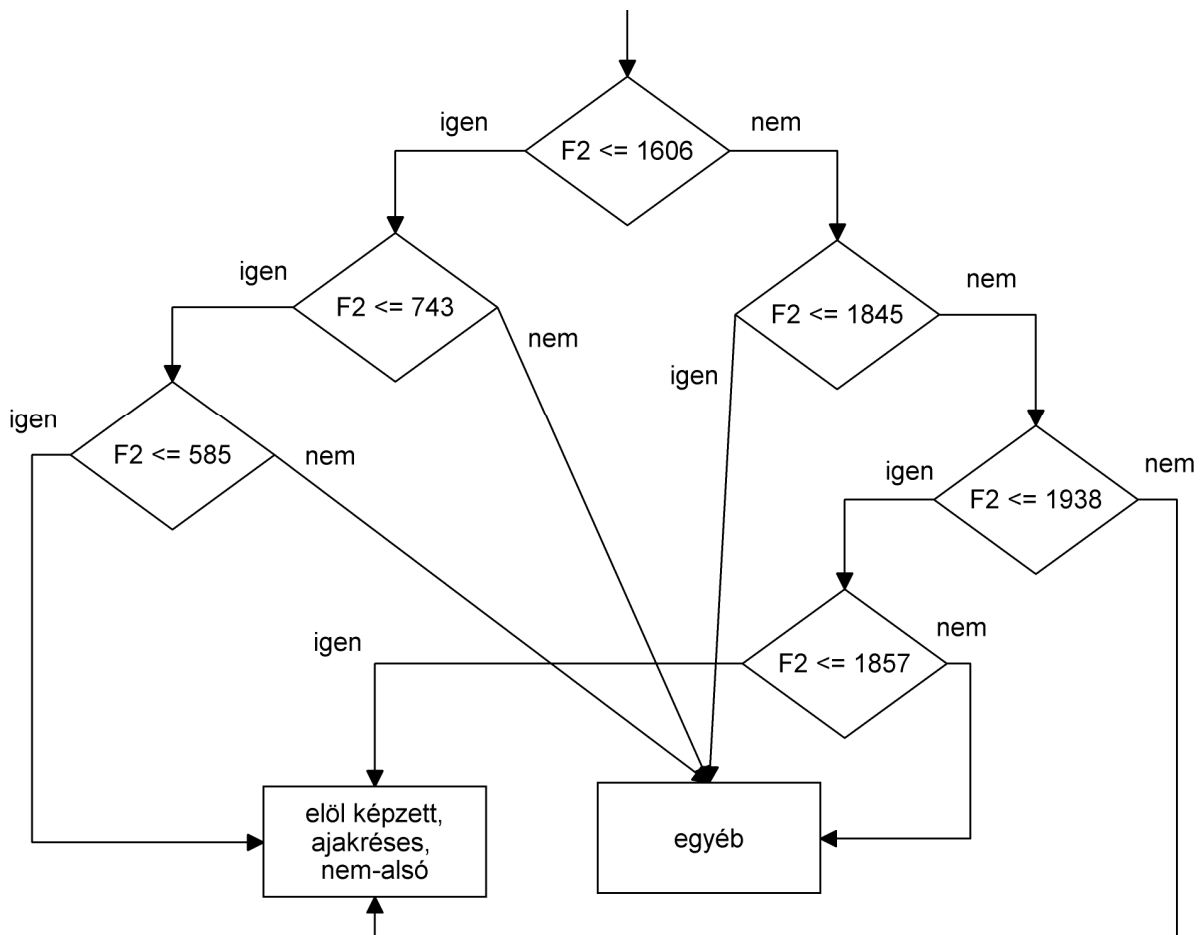 igen
nem
F2 <= 1606
igen
nem
F2 <= 743
F2 <= 1845
nem
igen
igen
nem
F2 <= 585
nem
igen
F2 <= 1938
igen
nem
F2 <= 1857
elöl képzett,
ajakréses,
nem-alsó
egyéb